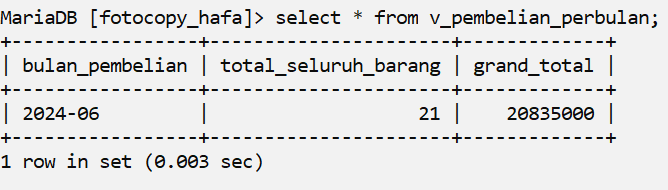 MariaDB [fotocopy_hafa]> select * from v_pembelian_perbulan;
+-----------------+----------------------+-------------+
| bulan_pembelian | total_seluruh_barang | grand_total |
+-----------------+----------------------+-------------+
| 2024-06         |                   21 |    20835000 |
+-----------------+----------------------+-------------+
1 row in set (0.003 sec)